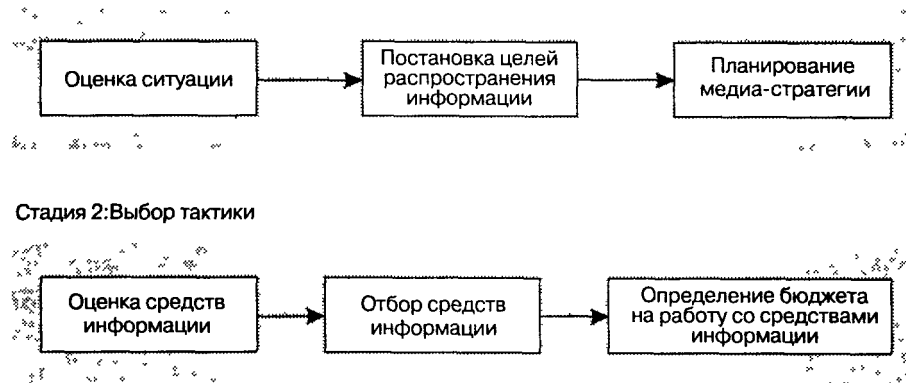 Оценка ситуации
Постановка целей
распространения
информации
Планирование
медиа-стратегии
Стадия 2:Выбор тактики
Оценка средств
информации
Отбор средств
информации
Определение бюджета
на работу со средствами
информации